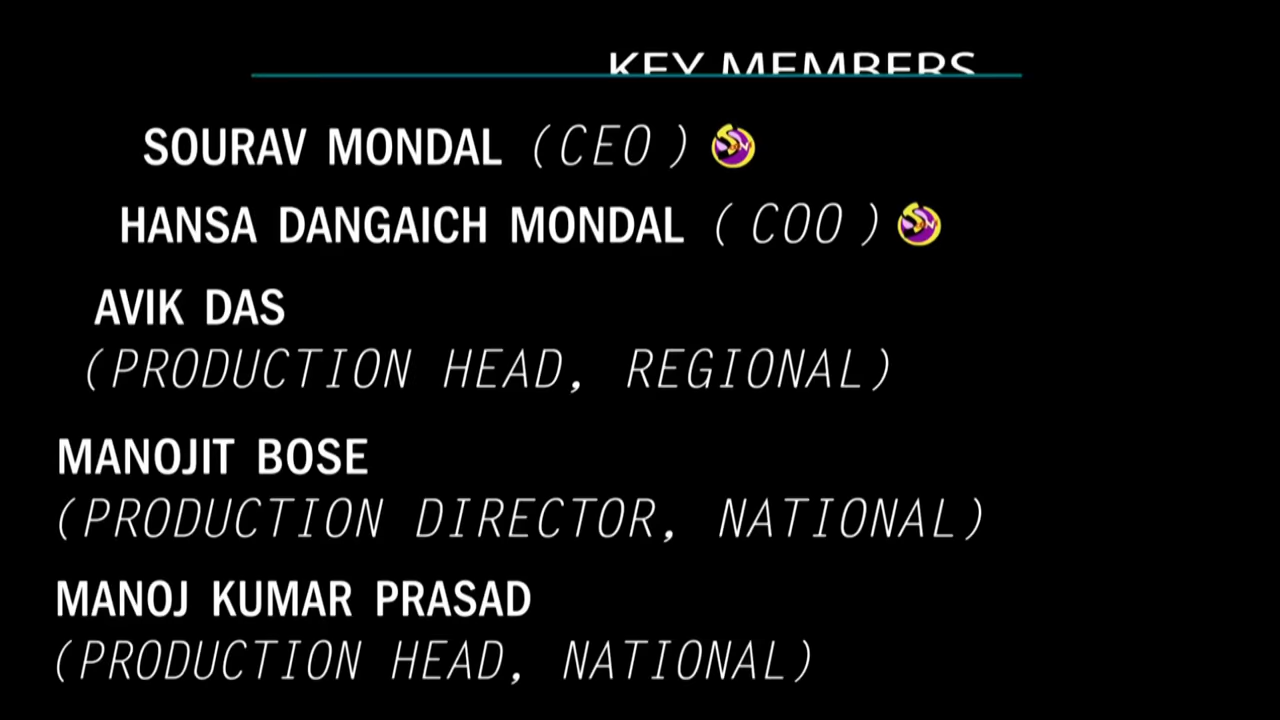 KEY MEMBERS
SOURAV MONDAL (CEO )
HANSA DANGAICH MONDAL ( COO )
AVIK DAS
(PRODUCTION HEAD, REGIONAL)
MANOJIT BOSE
(PRODUCTION DIRECTOR, NATIONAL)
MANOJ KUMAR PRASAD
(PRODUCTION HEAD, NATIONAL)